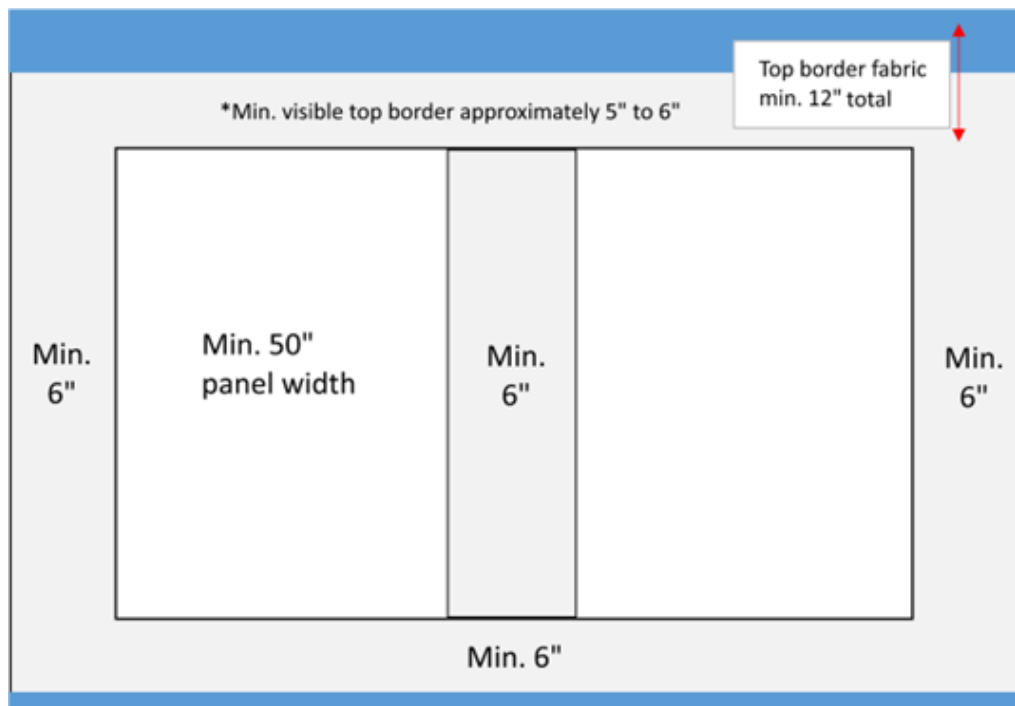 Top border fabric
min. 12" total
*Min. visible top border approximately 5" to 6"
Min.
6"
Min. 50"
panel width
Min.
6"
Min.
6"
Min. 6"